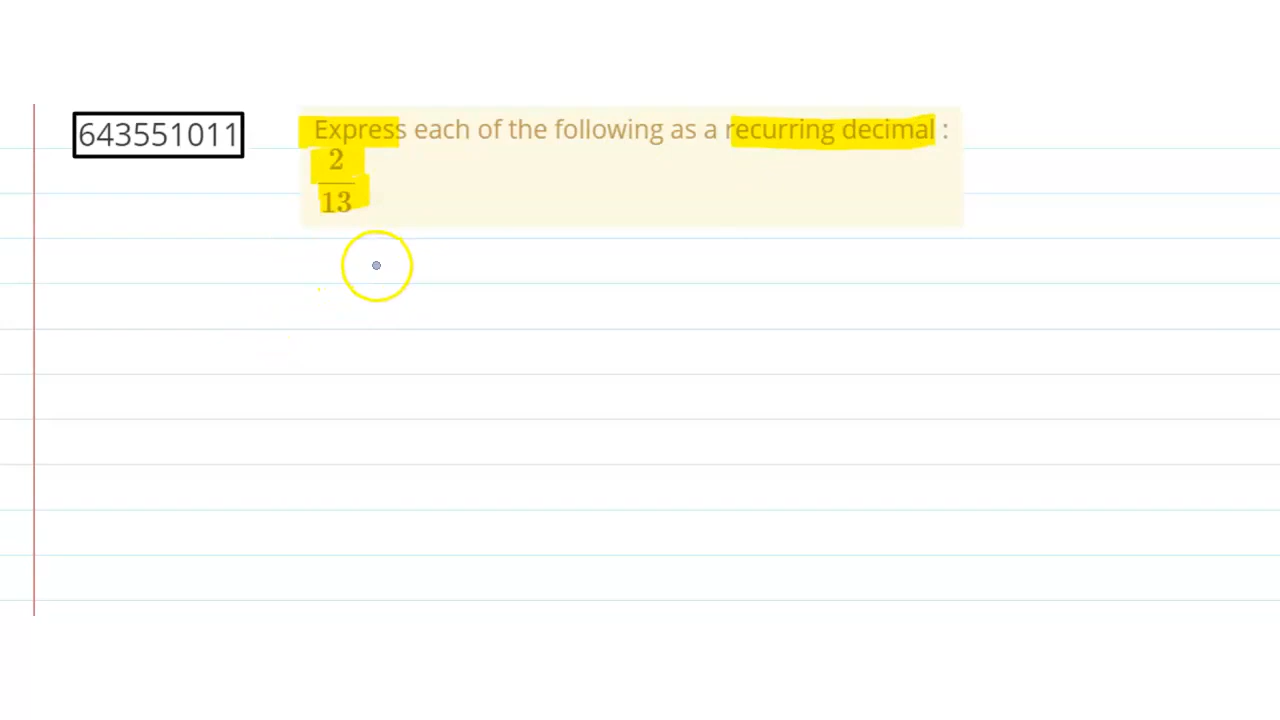 643551011
Express each of the following as a recurring decimal :
2
13